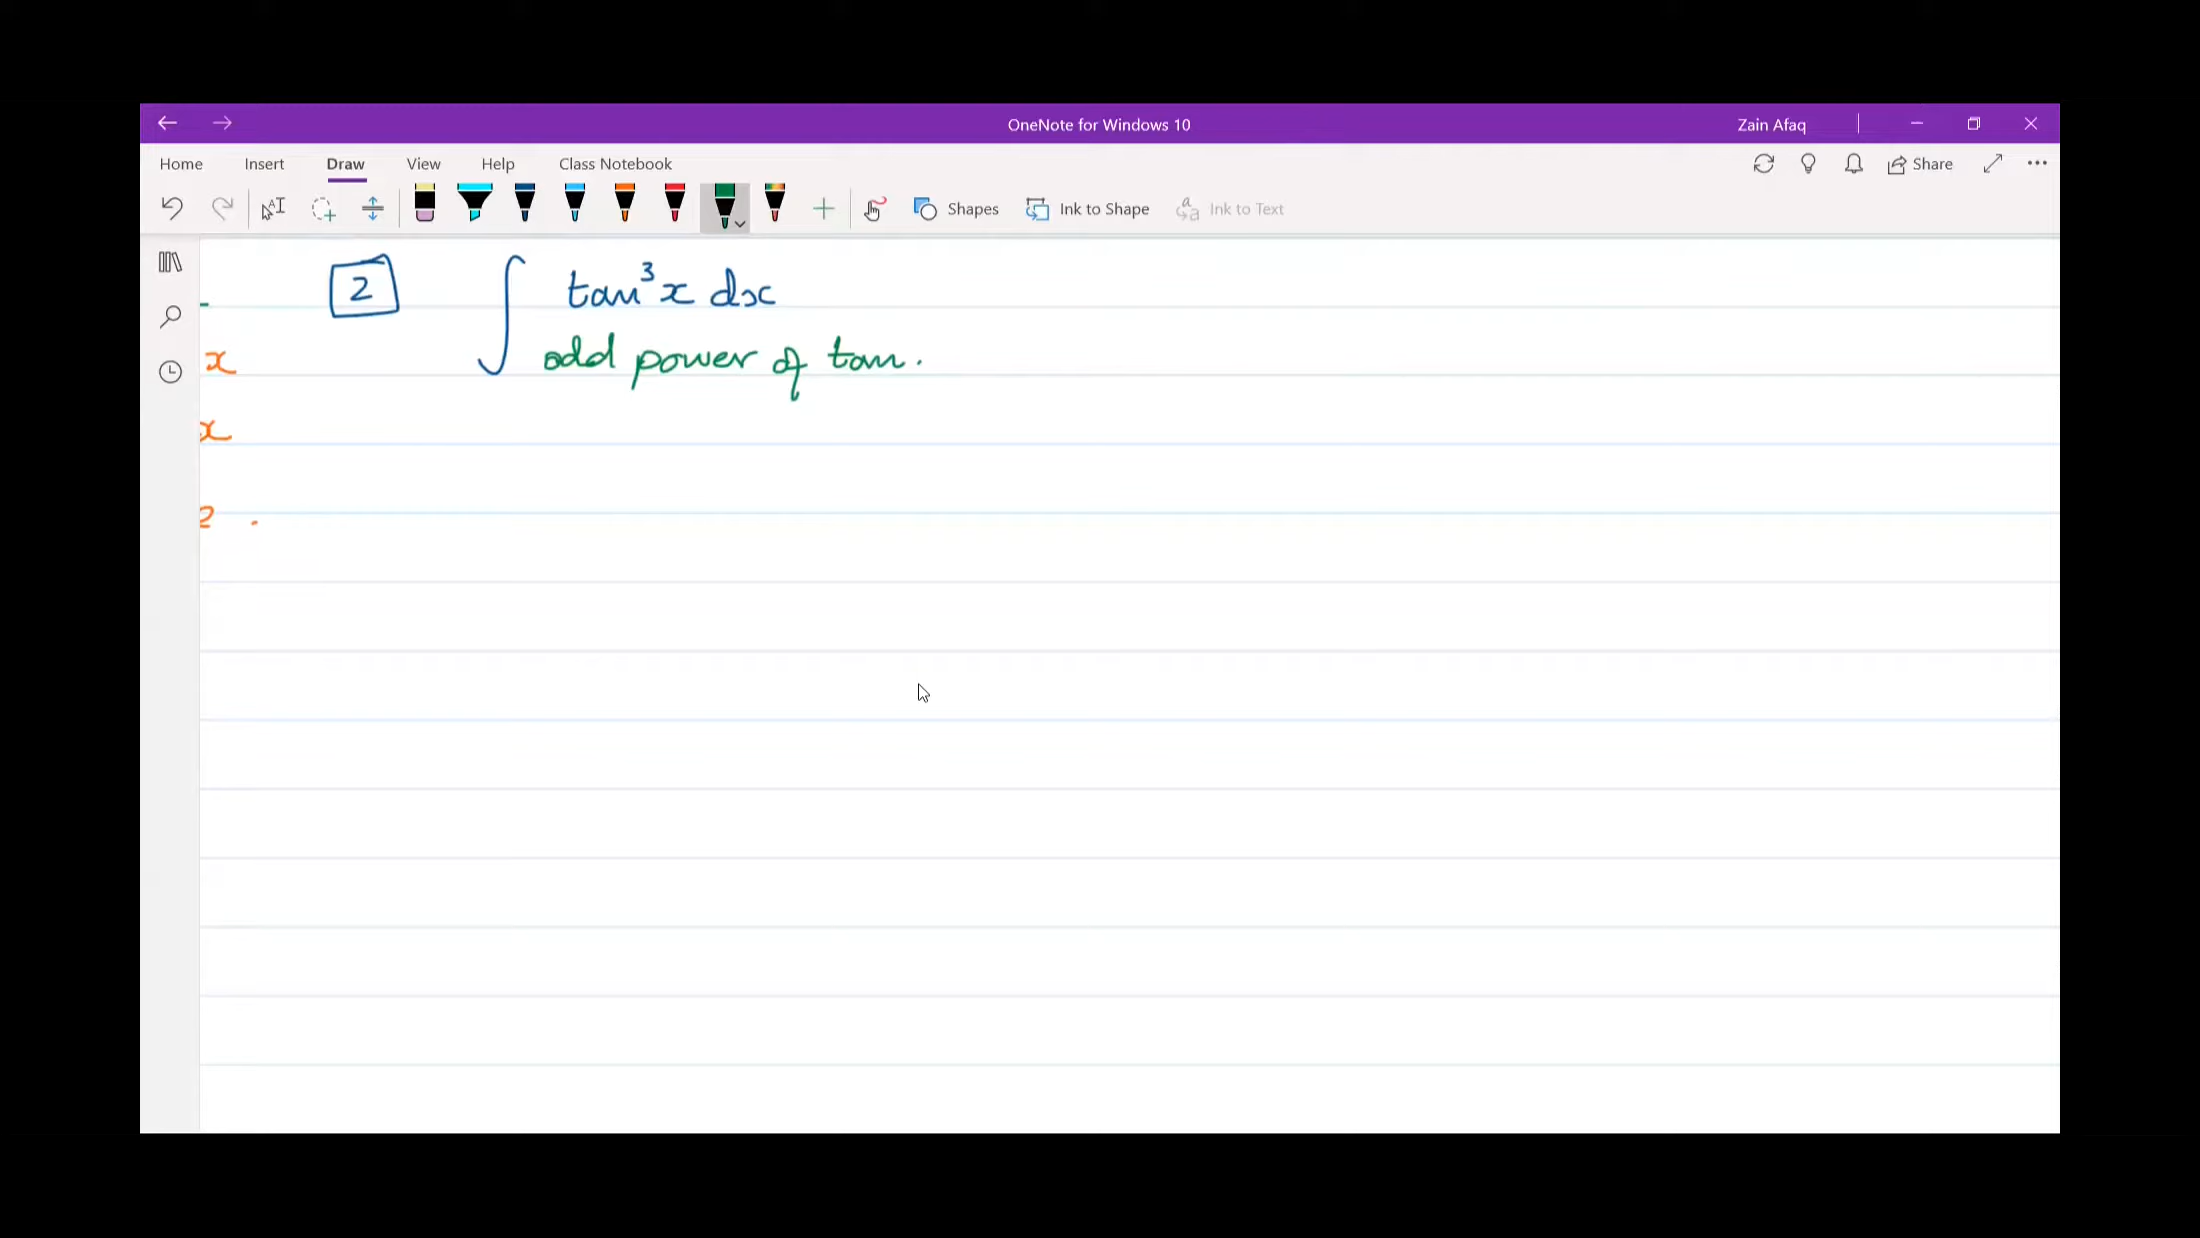 OneNote for Windows 10
Zain Afaq
Home Insert Draw View Help Class Notebook
Share
Shapes Ink to Shape Ink to Text
2 ∫ tan³x dx
odd power of tan.
x
x
2 .